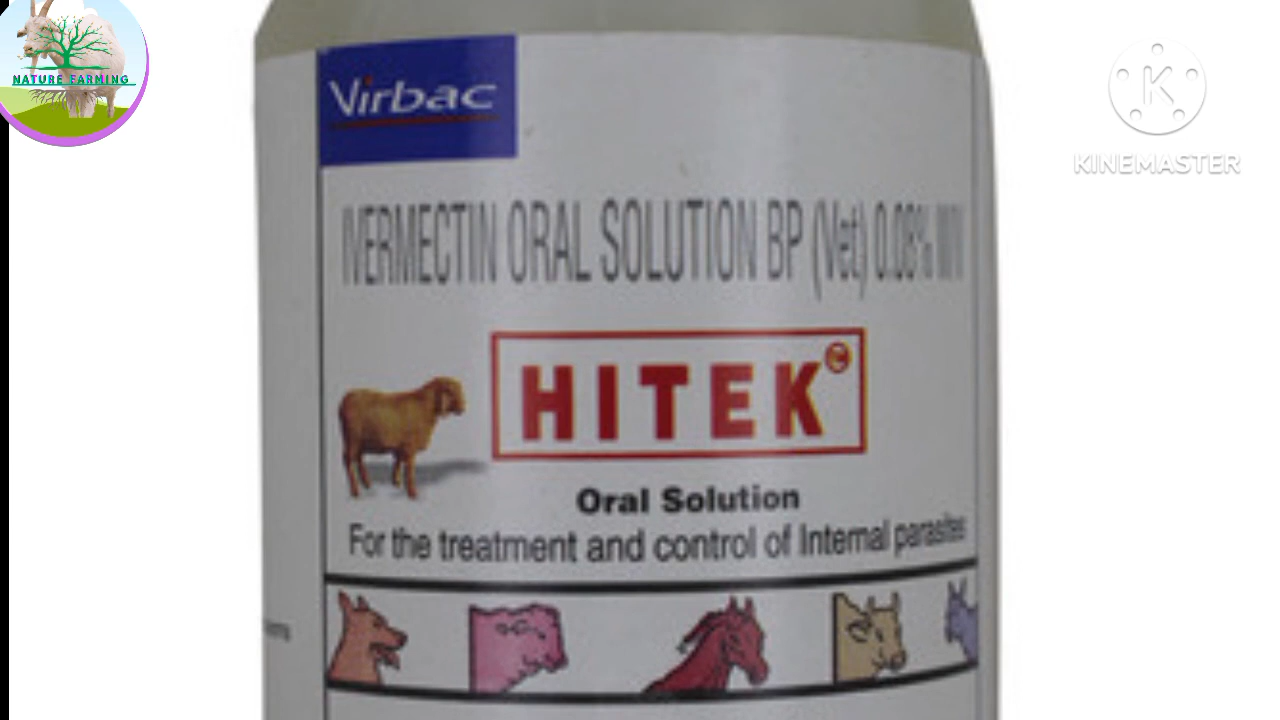 NATURE FARMING
Virbac
KINEMASTER
IVERMECTIN ORAL SOLUTION BP (Vet) 0.08%
HITEK
Oral Solution
For the treatment and control of Internal parasites